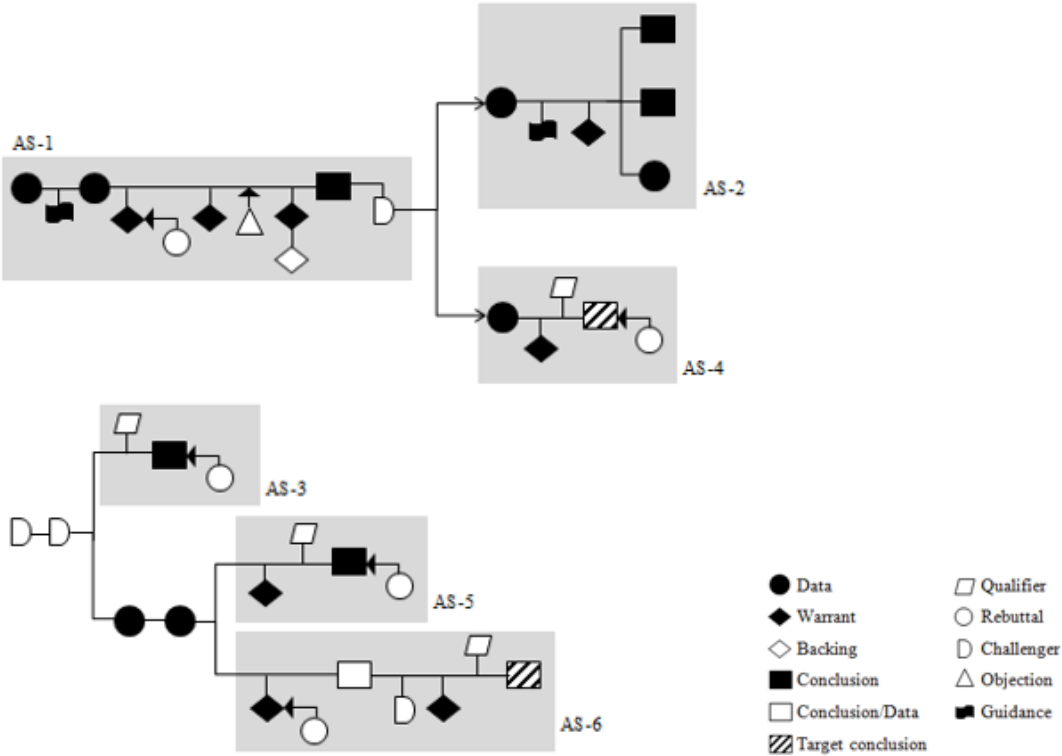 AS-1
AS-2
AS-4
AS-3
AS-5
AS-6
Data
Qualifier
Warrant
Rebuttal
Backing
Challenger
Conclusion
Objection
Conclusion/Data
Guidance
Target conclusion